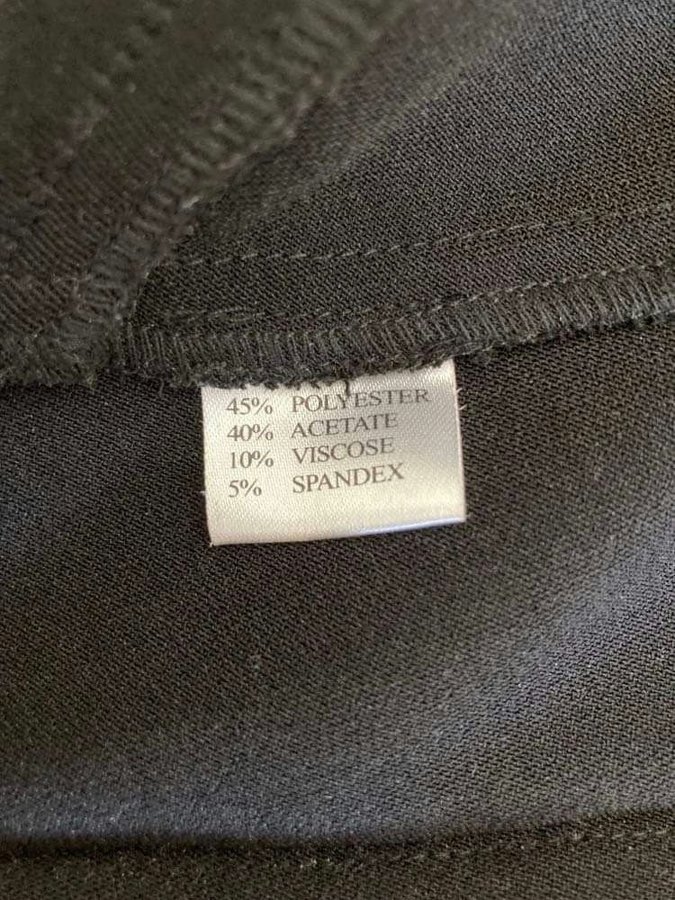 45% POLYESTER
40% ACETATE
10% VISCOSE
5% SPANDEX